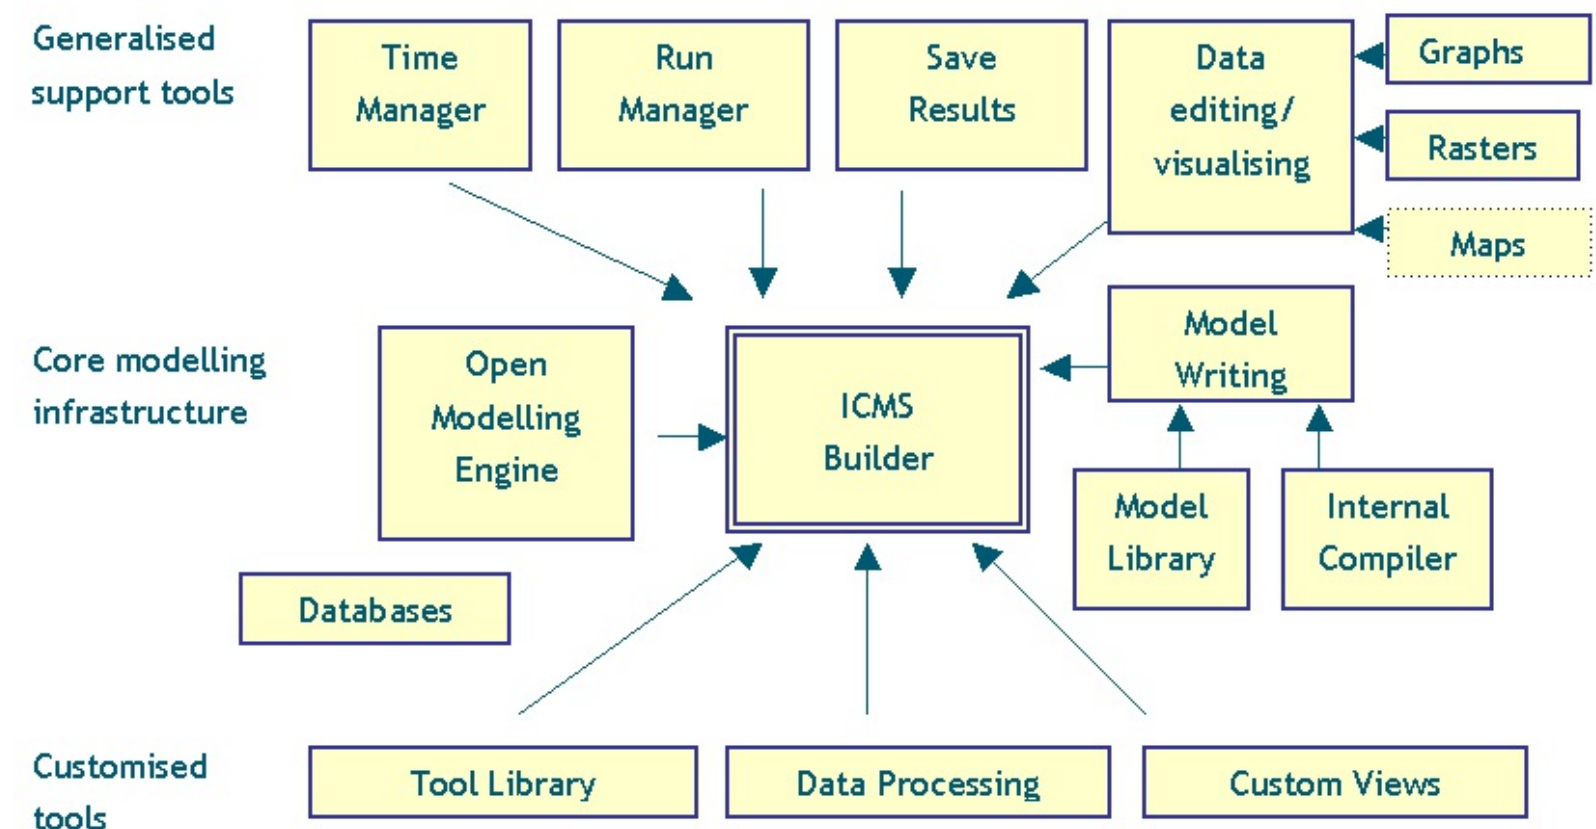 Generalised
support tools
Time
Manager
Run
Manager
Save
Results
Data
editing/
visualising
Graphs
Rasters
Maps
Core modelling
infrastructure
Open
Modelling
Engine
ICMS
Builder
Model
Writing
Model
Library
Internal
Compiler
Databases
Customised
tools
Tool Library
Data Processing
Custom Views